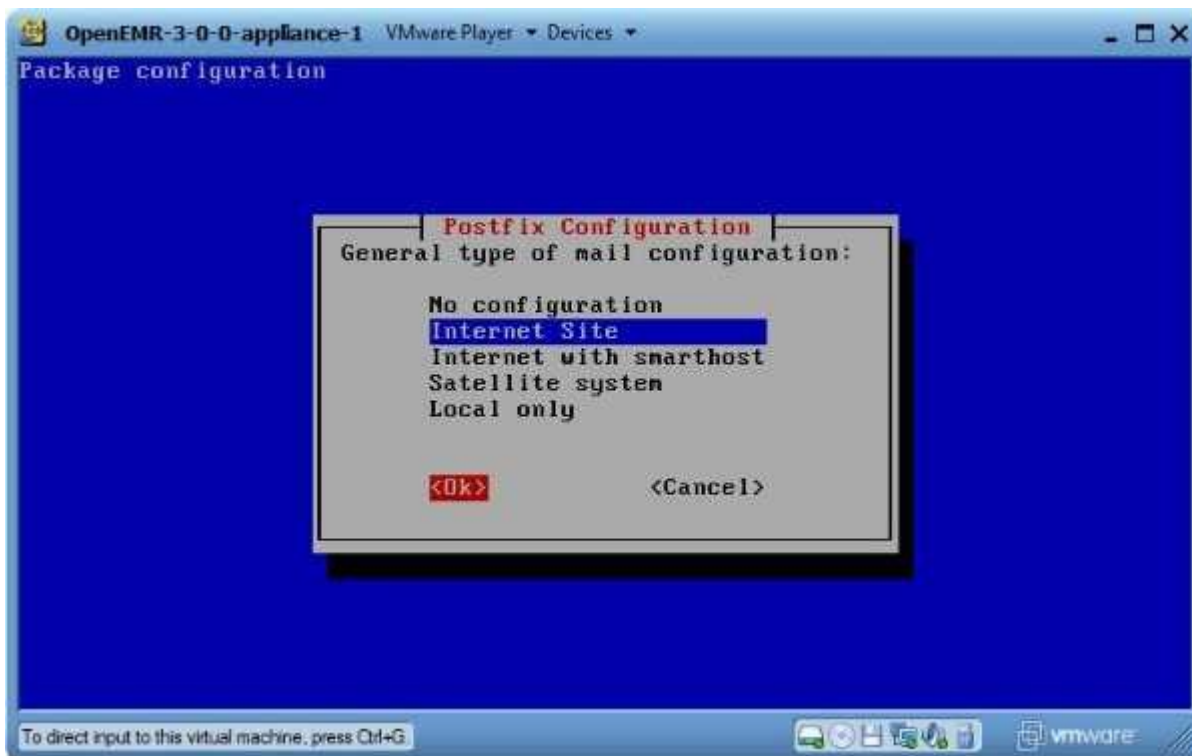 OpenEMR-3-0-0-appliance-1 VMware Player Devices
Package configuration
Postfix Configuration
General type of mail configuration:
No configuration
Internet Site
Internet with smarthost
Satellite system
Local only
<Ok> <Cancel>
To direct input to this virtual machine, press Ctrl+G.
vmware